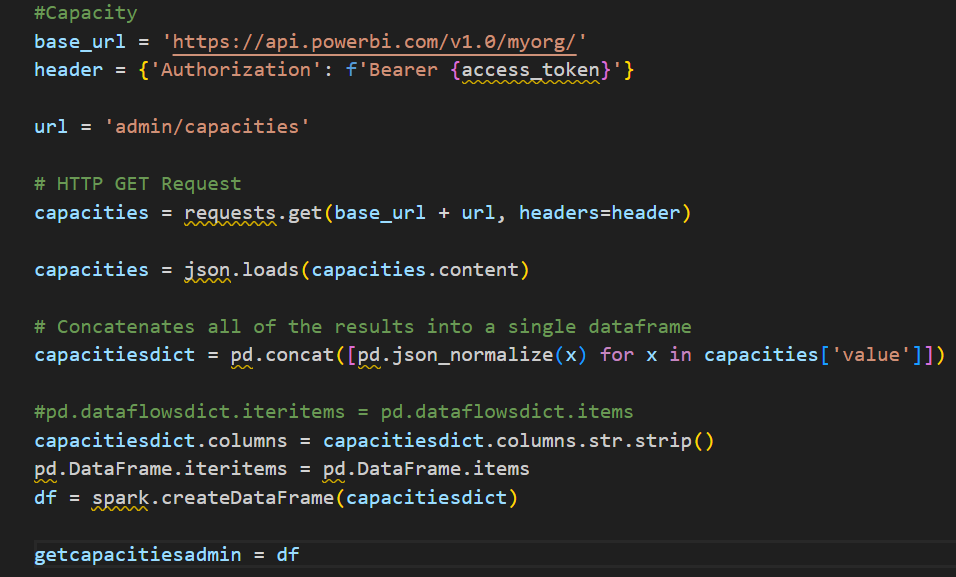 #Capacity
base_url = 'https://api.powerbi.com/v1.0/myorg/'
header = {'Authorization': f'Bearer {access_token}'}
url = 'admin/capacities'
# HTTP GET Request
capacities = requests.get(base_url + url, headers=header)
capacities = json.loads(capacities.content)
# Concatenates all of the results into a single dataframe
capacitiesdict = pd.concat([pd.json_normalize(x) for x in capacities['value']])
#pd.dataflowsdict.iteritems = pd.dataflowsdict.items
capacitiesdict.columns = capacitiesdict.columns.str.strip()
pd.DataFrame.iteritems = pd.DataFrame.items
df = spark.createDataFrame(capacitiesdict)
getcapacitiesadmin = df